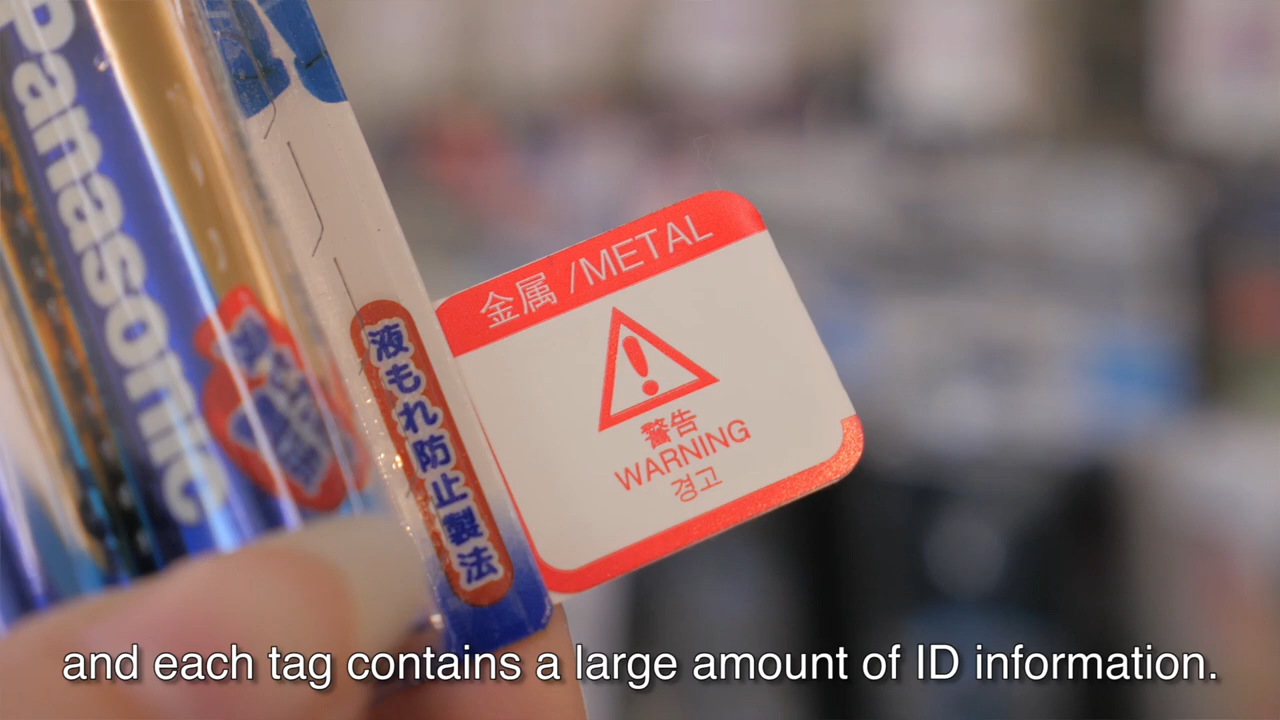 Panasonic
液もれ防止製法
金属 /METAL
警告
WARNING
경고
and each tag contains a large amount of ID information.